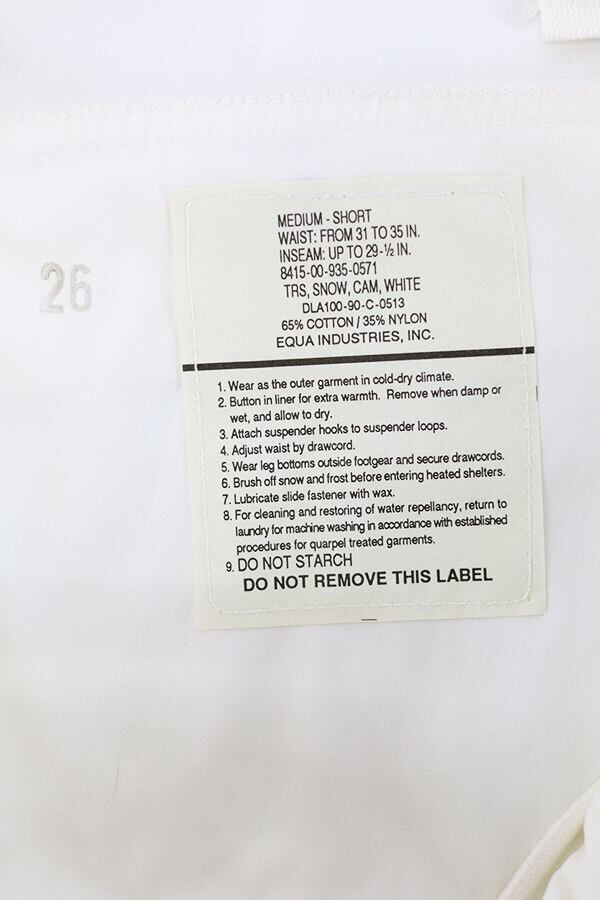 26
MEDIUM - SHORT
WAIST: FROM 31 TO 35 IN.
INSEAM: UP TO 29-½ IN.
8415-00-935-0571
TRS, SNOW, CAM, WHITE
DLA100-90-C-0513
65% COTTON / 35% NYLON
EQUA INDUSTRIES, INC.
1. Wear as the outer garment in cold-dry climate.
2. Button in liner for extra warmth. Remove when damp or
wet, and allow to dry.
3. Attach suspender hooks to suspender loops.
4. Adjust waist by drawcord.
5. Wear leg bottoms outside footgear and secure drawcords.
6. Brush off snow and frost before entering heated shelters.
7. Lubricate slide fastener with wax.
8. For cleaning and restoring of water repellancy, return to
laundry for machine washing in accordance with established
procedures for quarpel treated garments.
9. DO NOT STARCH
DO NOT REMOVE THIS LABEL